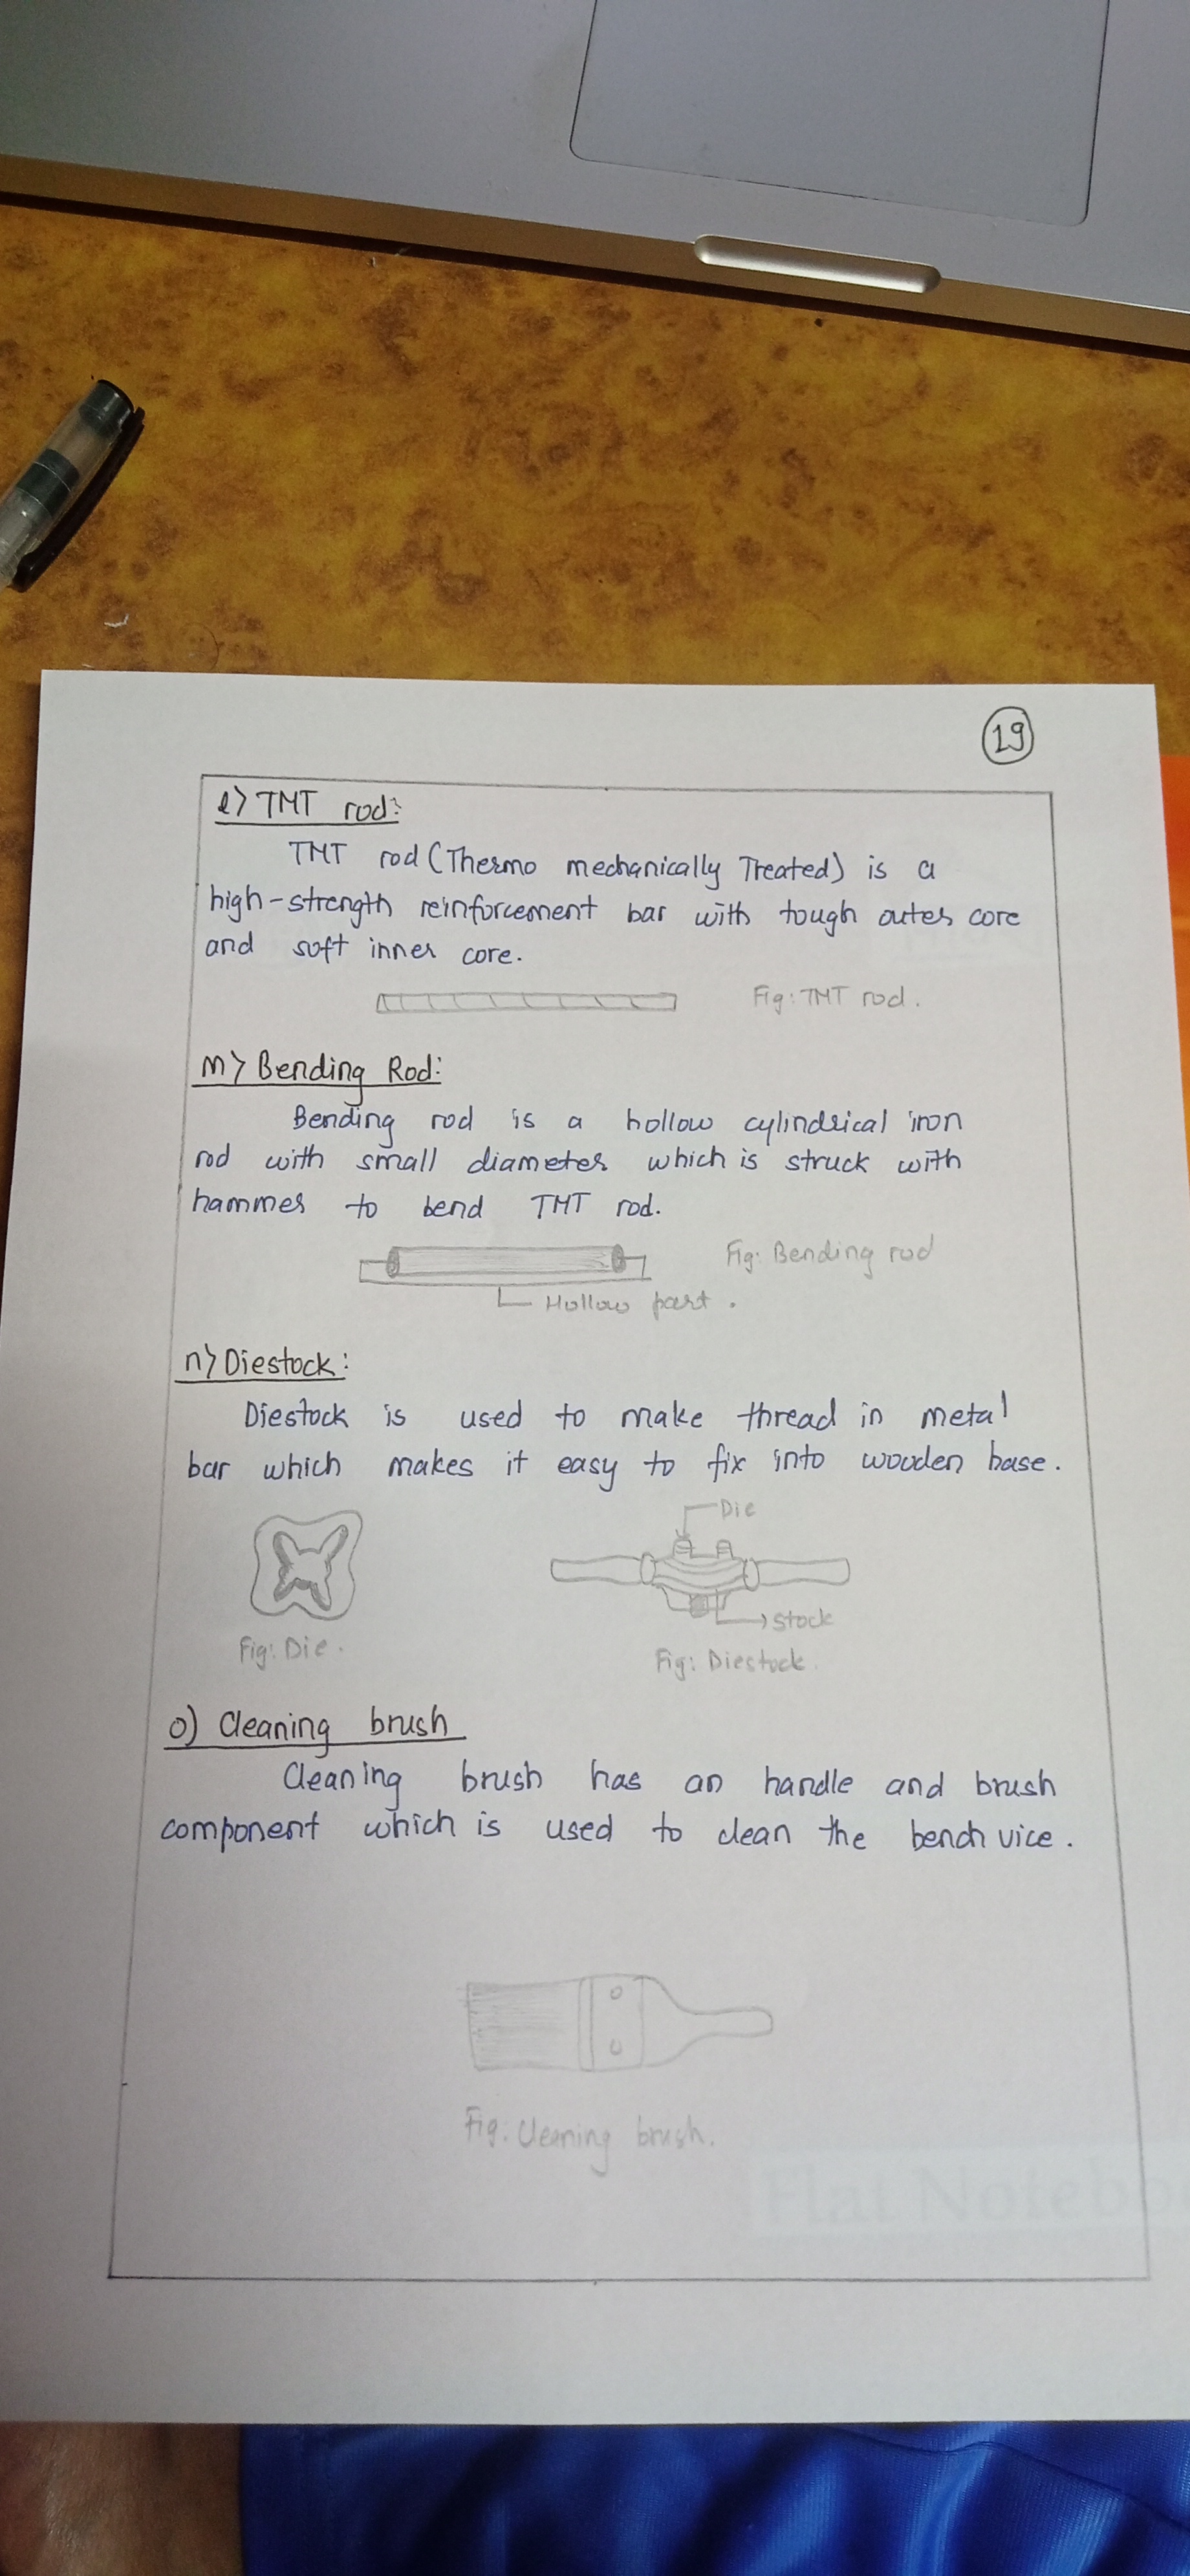 19
l> TMT rod:
TMT rod (Thermo mechanically Treated) is a
high-strength reinforcement bar with tough outer core
and soft inner core.
Fig: TMT rod.
m> Bending Rod:
Bending rod is a hollow cylindrical iron
rod with small diameter which is struck with
hammer to bend TMT rod.
Fig: Bending rod
Hollow part.
n> Diestock:
Diestock is used to make thread in metal
bar which makes it easy to fix into wooden base.
Die
Stock
Fig: Die.
Fig: Diestock.
o) Cleaning brush
Cleaning brush has an handle and brush
component which is used to clean the bench vice.
Fig: Cleaning brush.
Flat